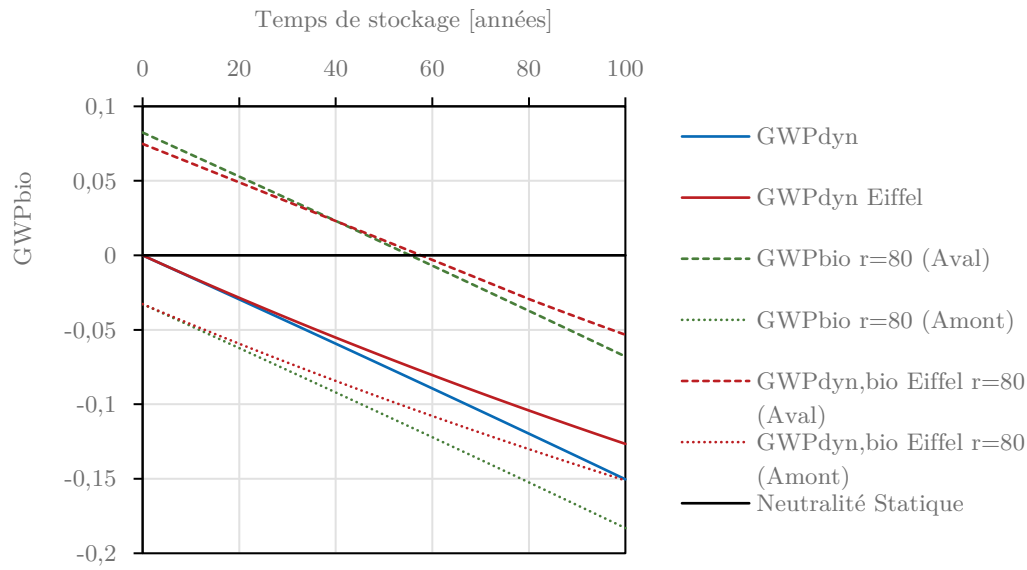 Temps de stockage [années]
0 20 40 60 80 100
GWPbio
0,1
0,05
0
-0,05
-0,1
-0,15
-0,2
GWPdyn
GWPdyn Eiffel
GWPbio r=80 (Aval)
GWPbio r=80 (Amont)
GWPdyn,bio Eiffel r=80
(Aval)
GWPdyn,bio Eiffel r=80
(Amont)
Neutralité Statique